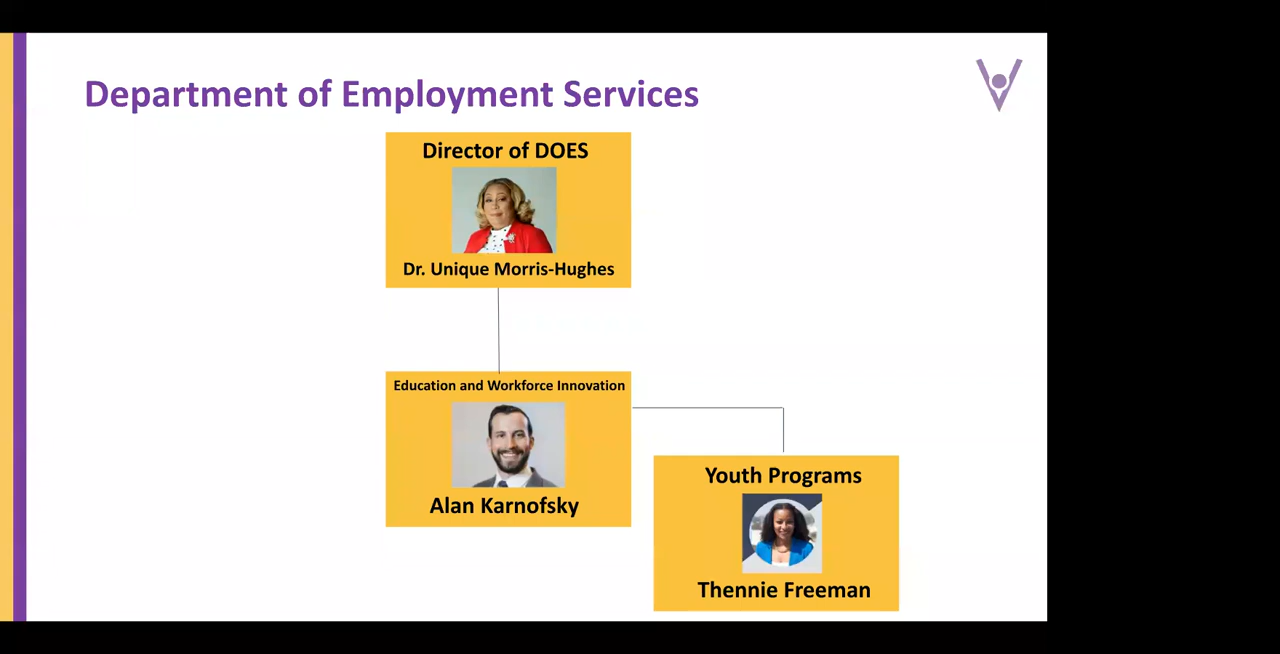 Department of Employment Services
Director of DOES
Dr. Unique Morris-Hughes
Education and Workforce Innovation
Alan Karnofsky
Youth Programs
Thennie Freeman